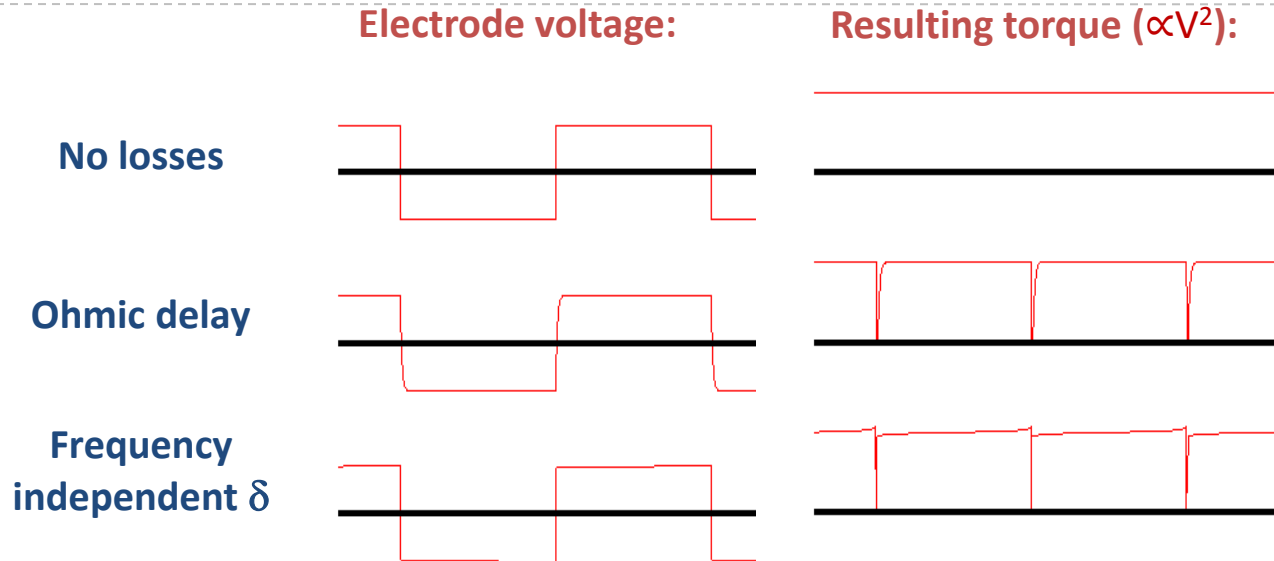 Electrode voltage:
Resulting torque (∝V²):
No losses
Ohmic delay
Frequency
independent δ